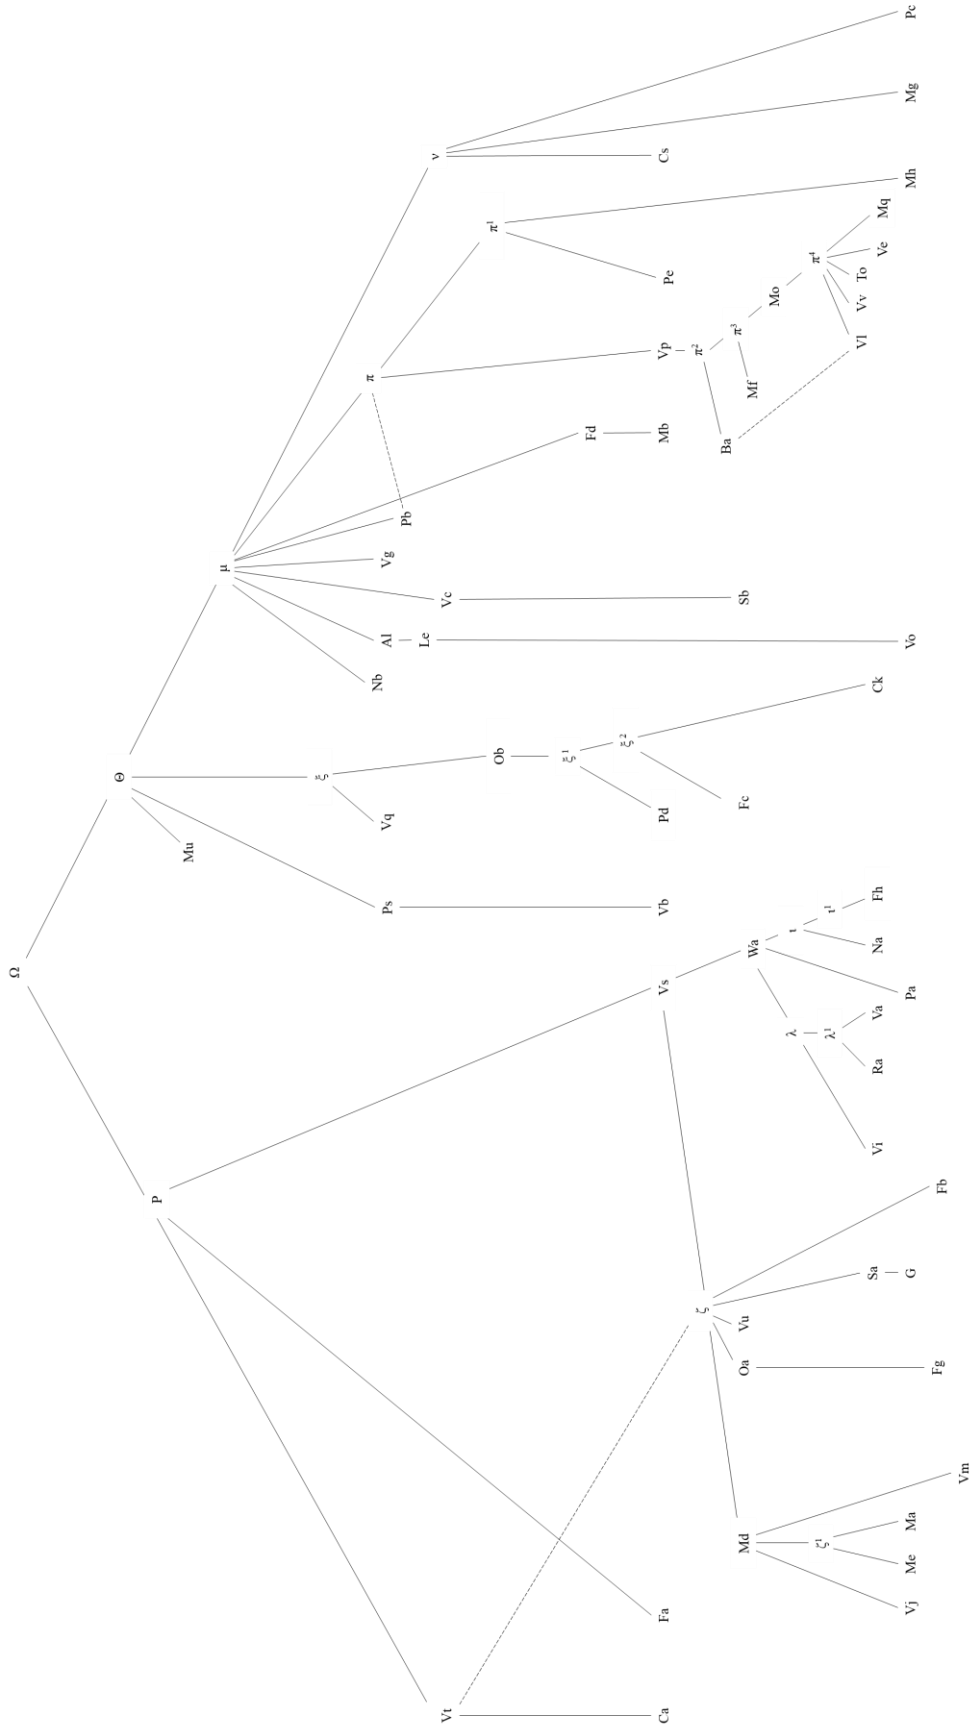 Ω
Θ
P
Mu
μ
ξ
π
Nb
Al
Vg
Vq
Ps
Pb
Le
ν
Vc
Vt
π¹
Ob
ξ¹
Fd
ξ²
Cs
Pe
Vp
Mb
Pd
Vb
Vs
Fa
Ca
π²
ζ
Ba
π³
Sb
Fc
Vu
Oa
Md
Mf
Wa
Mo
ι
λ
π⁴
ι¹
λ¹
ζ¹
To
Vv
Vl
Mq
Ve
Ck
Fh
Na
Va
Ra
Vi
Sa
Pc
Mg
Mh
Vo
Pa
G
Ma
Me
Vj
Fb
Fg
Vm